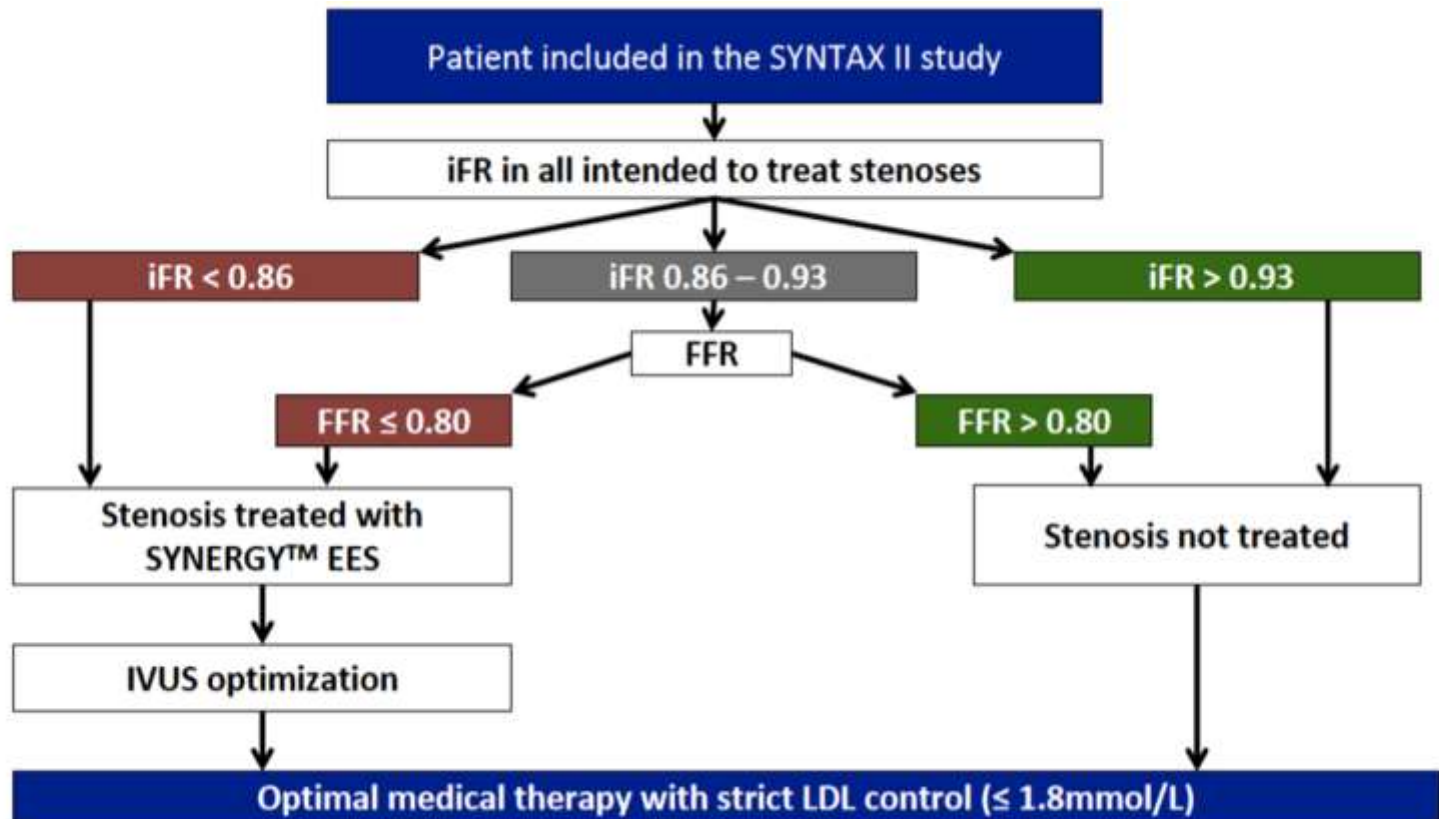 Patient included in the SYNTAX II study
iFR in all intended to treat stenoses
iFR < 0.86
iFR 0.86 – 0.93
iFR > 0.93
FFR
FFR ≤ 0.80
FFR > 0.80
Stenosis treated with
SYNERGY™ EES
Stenosis not treated
IVUS optimization
Optimal medical therapy with strict LDL control (≤ 1.8mmol/L)